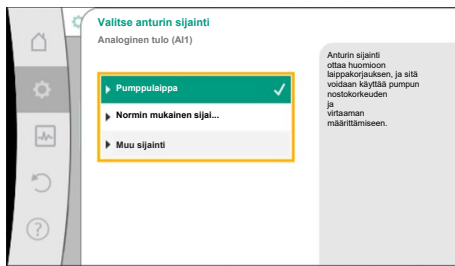 Valitse anturin sijainti
Analoginen tulo (AI1)
Pumppulaippa
Normin mukainen sijai...
Muu sijainti
Anturin sijainti
ottaa huomioon
laippakorjauksen, ja sitä
voidaan käyttää pumpun
nostokorkeuden
ja
virtaaman
määrittämiseen.